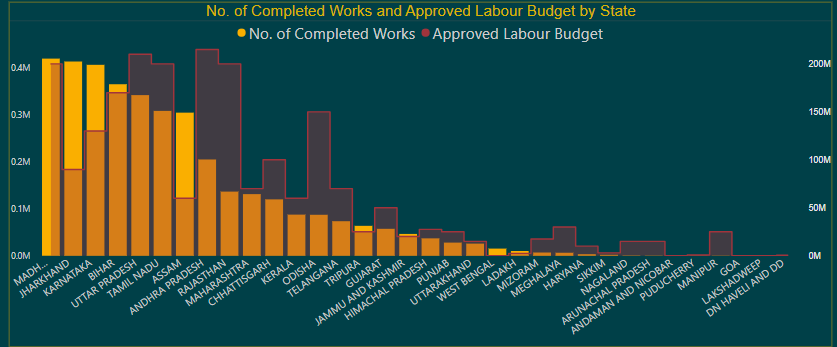 No. of Completed Works and Approved Labour Budget by State
No. of Completed Works Approved Labour Budget
0.4M
0.3M
0.2M
0.1M
0.0M
200M
150M
100M
50M
0M
MADH...
JHARKHAND
KARNATAKA
BIHAR
UTTAR PRADESH
TAMIL NADU
ASSAM
ANDHRA PRADESH
RAJASTHAN
MAHARASHTRA
CHHATTISGARH
KERALA
ODISHA
TELANGANA
TRIPURA
GUJARAT
JAMMU AND KASHMIR
HIMACHAL PRADESH
PUNJAB
UTTARAKHAND
WEST BENGAL
LADAKH
MIZORAM
MEGHALAYA
HARYANA
SIKKIM
NAGALAND
ARUNACHAL PRADESH
ANDAMAN AND NICOBAR
PUDUCHERRY
MANIPUR
GOA
LAKSHADWEEP
DN HAVELI AND DD